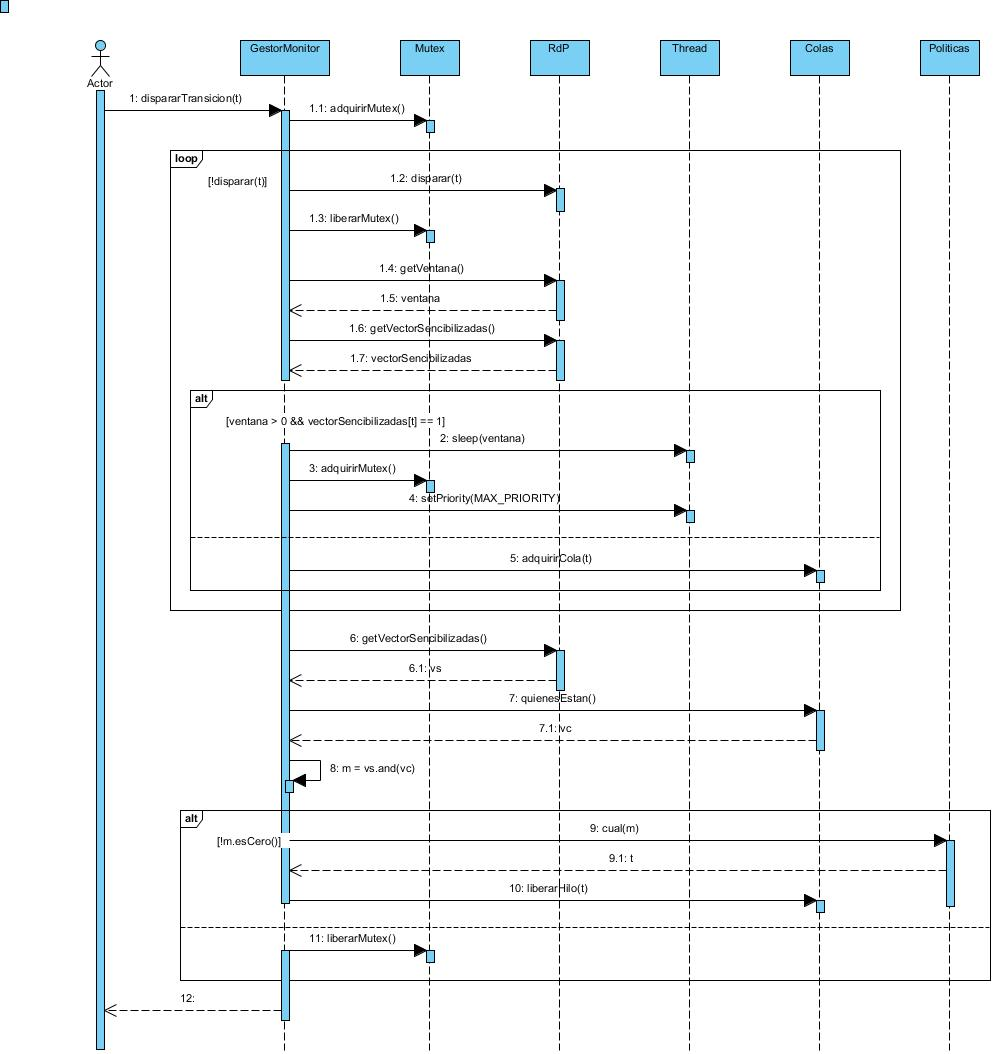 GestorMonitor
Mutex
RdP
Thread
Colas
Politicas
Actor
1: dispararTransicion(t)
1.1: adquirirMutex()
loop
[!disparar(t)]
1.2: disparar(t)
1.3: liberarMutex()
1.4: getVentana()
1.5: ventana
1.6: getVectorSencibilizadas()
1.7: vectorSencibilizadas
alt
[ventana > 0 && vectorSencibilizadas[t] == 1]
2: sleep(ventana)
3: adquirirMutex()
4: setPriority(MAX_PRIORITY)
5: adquirirCola(t)
6: getVectorSencibilizadas()
6.1: vs
7: quienesEstan()
7.1: vc
8: m = vs.and(vc)
alt
[!m.esCero()]
9: cual(m)
9.1: t
10: liberarHilo(t)
11: liberarMutex()
12: